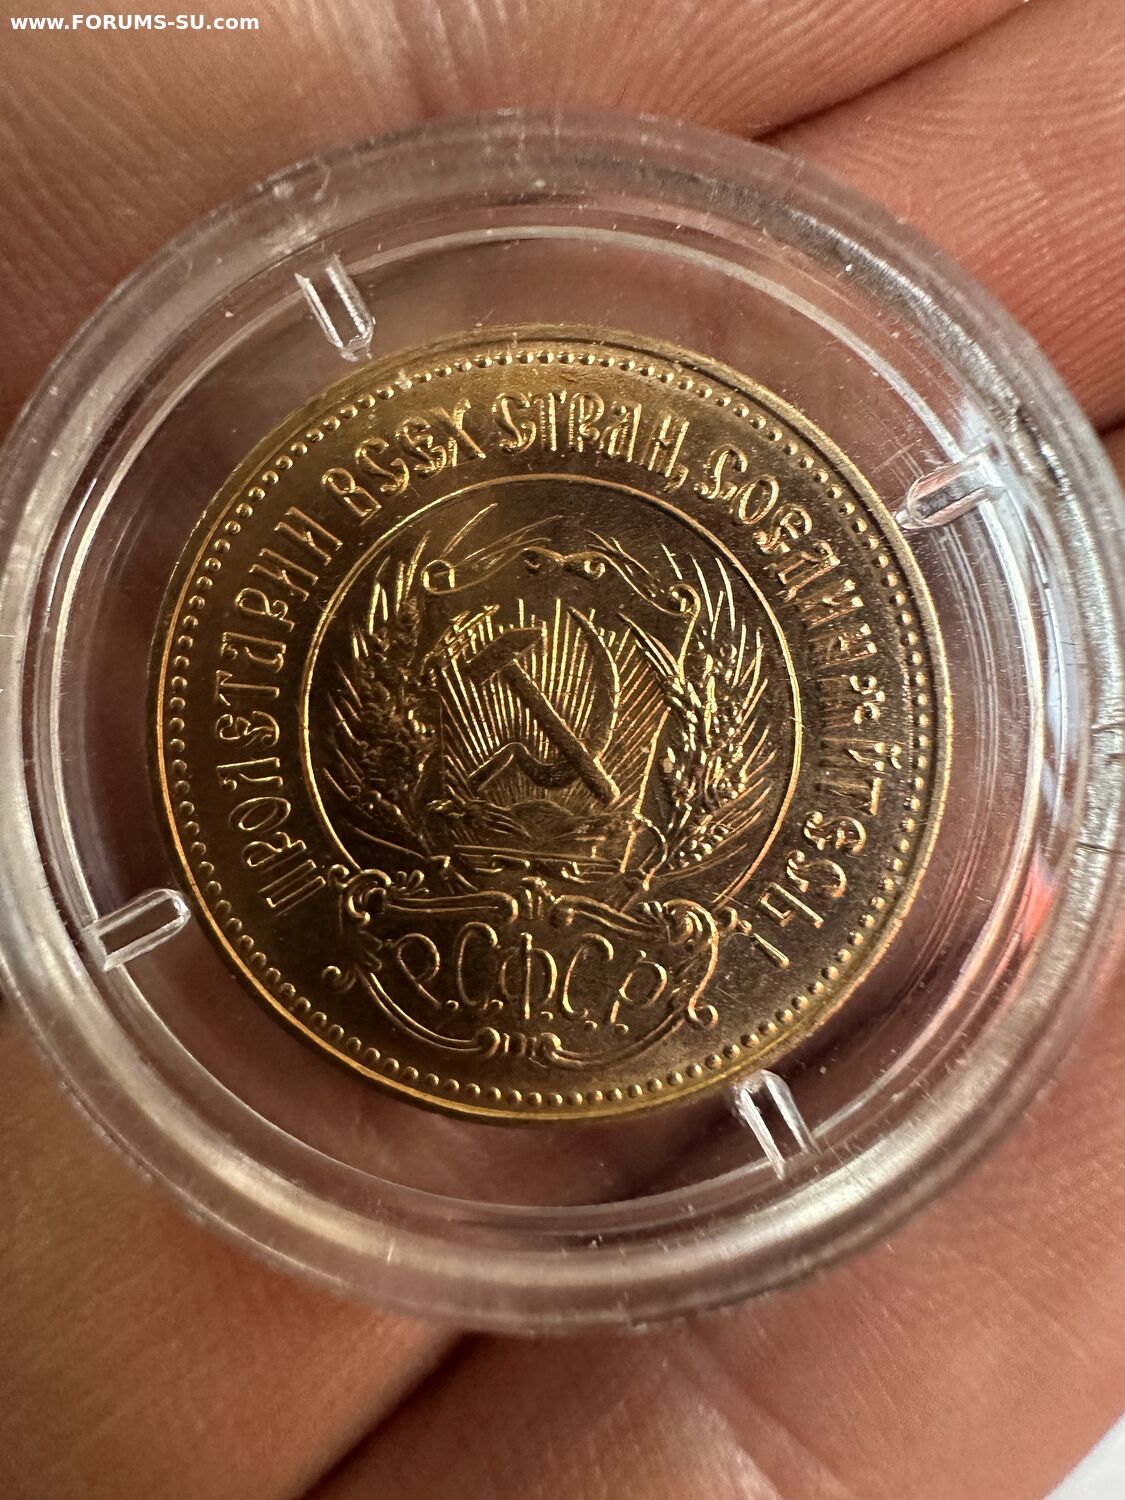 www.FORUMS-SU.com
ПРОЛЕТАРИИ ВСЕХ СТРАН, СОЕДИНЯЙТЕСЬ!
Р.С.Ф.С.Р.